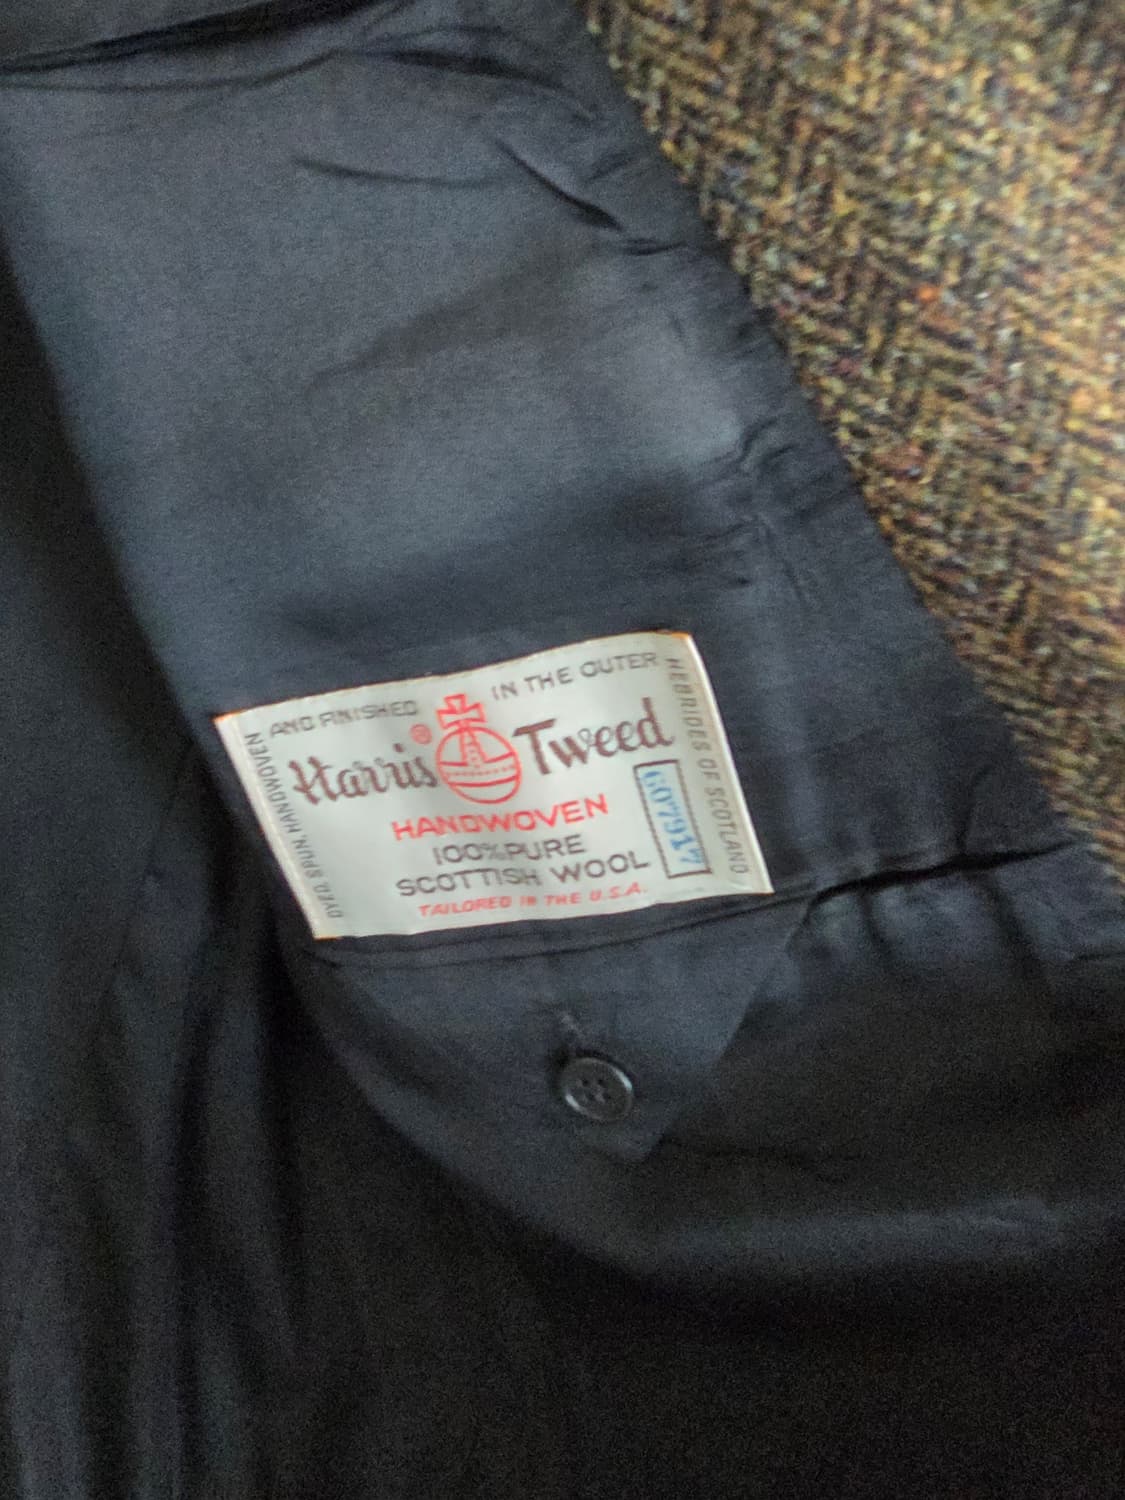 DYED, SPUN, HANDWOVEN
AND FINISHED
IN THE OUTER
HEBRIDES OF SCOTLAND
Harris® Tweed
HANDWOVEN
100% PURE
SCOTTISH WOOL
TAILORED IN THE U.S.A.
607917